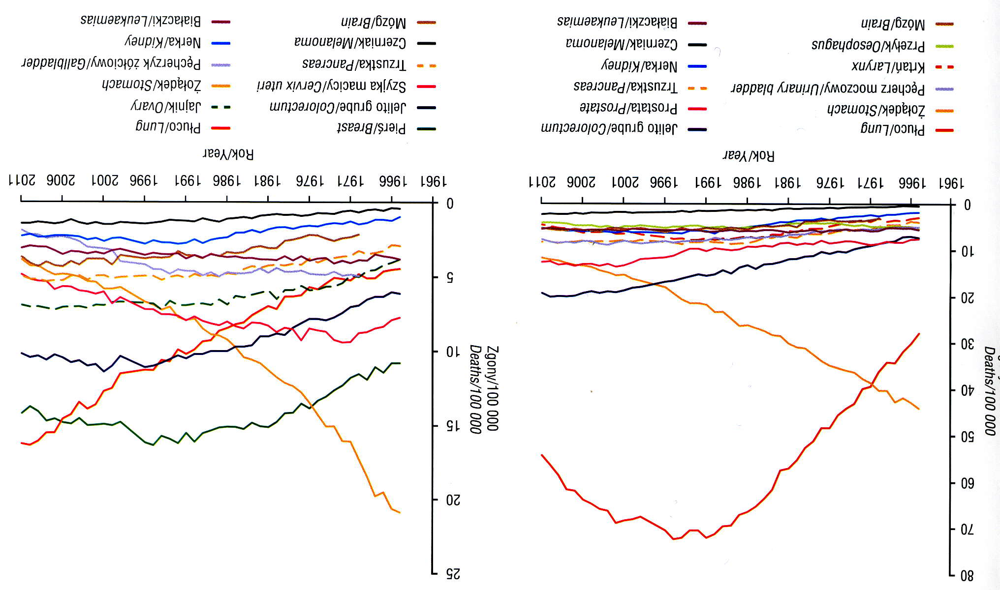 Deaths/100 000
80
70
60
50
40
30
20
10
0
1961 1966 1971 1976 1981 1986 1991 1996 2001 2006 2011
Rok/Year
Płuco/Lung
Żołądek/Stomach
Pęcherz moczowy/Urinary bladder
Krtań/Larynx
Przełyk/Oesophagus
Mózg/Brain
Jelito grube/Colorectum
Prostata/Prostate
Trzustka/Pancreas
Nerka/Kidney
Czerniak/Melanoma
Białaczki/Leukaemias
Zgony/100 000
Deaths/100 000
25
20
15
10
5
0
1961 1966 1971 1976 1981 1986 1991 1996 2001 2006 2011
Rok/Year
Pierś/Breast
Jelito grube/Colorectum
Szyjka macicy/Cervix uteri
Trzustka/Pancreas
Czerniak/Melanoma
Mózg/Brain
Płuco/Lung
Jajnik/Ovary
Żołądek/Stomach
Pęcherzyk żółciowy/Gallbladder
Nerka/Kidney
Białaczki/Leukaemias